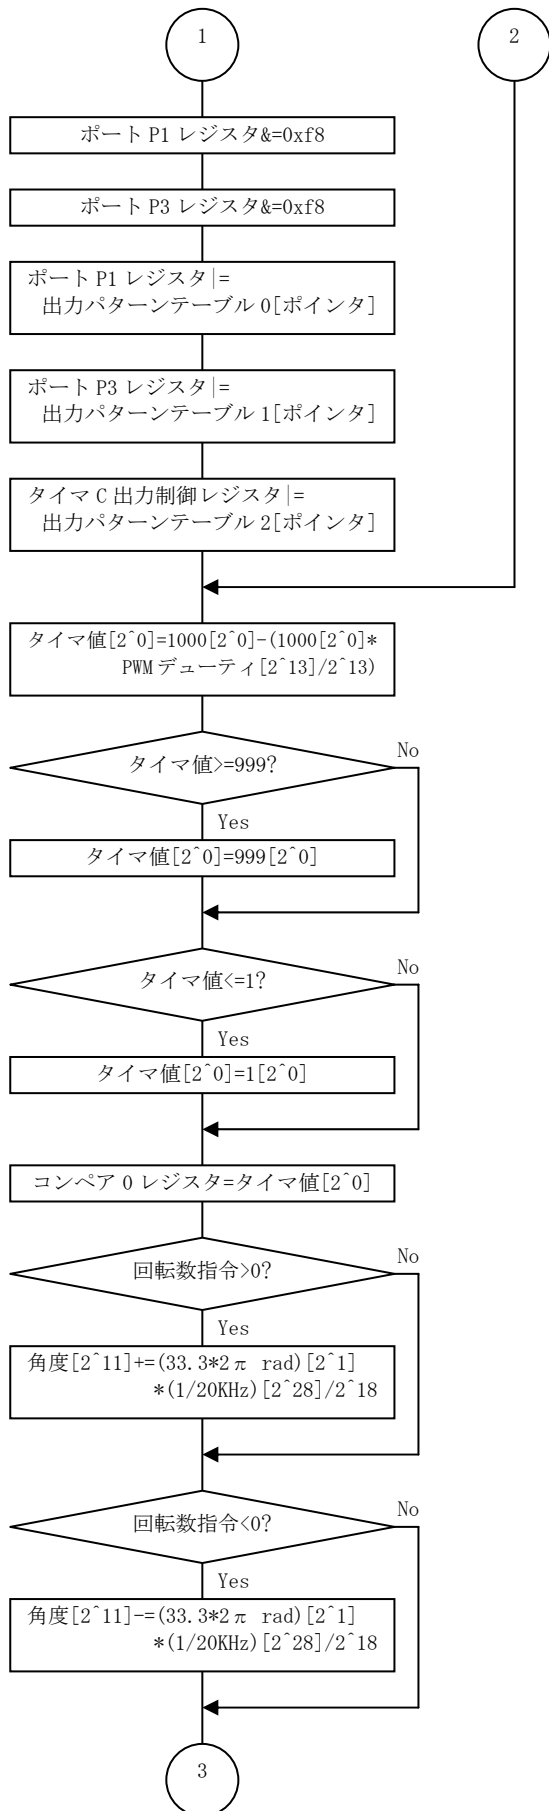 1
2
ポート P1 レジスタ&=0xf8
ポート P3 レジスタ&=0xf8
ポート P1 レジスタ|=
出力パターンテーブル 0[ポインタ]
ポート P3 レジスタ|=
出力パターンテーブル 1[ポインタ]
タイマ C 出力制御レジスタ|=
出力パターンテーブル 2[ポインタ]
タイマ値[2^0]=1000[2^0]-(1000[2^0]*
PWM デューティ[2^13]/2^13)
タイマ値>=999?
No
Yes
タイマ値[2^0]=999[2^0]
タイマ値<=1?
No
Yes
タイマ値[2^0]=1[2^0]
コンペア 0 レジスタ=タイマ値[2^0]
回転数指令>0?
No
Yes
角度[2^11]+=(33.3*2π rad)[2^1]
*(1/20KHz)[2^28]/2^18
回転数指令<0?
No
Yes
角度[2^11]-=(33.3*2π rad)[2^1]
*(1/20KHz)[2^28]/2^18
3